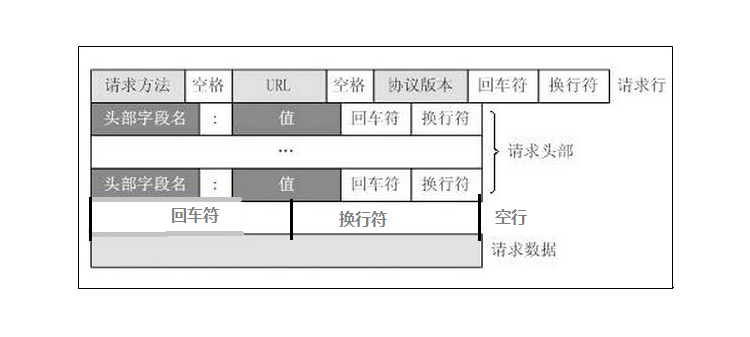 请求方法 空格 URL 空格 协议版本 回车符 换行符 请求行
头部字段名 : 值 回车符 换行符
… 请求头部
头部字段名 : 值 回车符 换行符
回车符 换行符 空行
请求数据